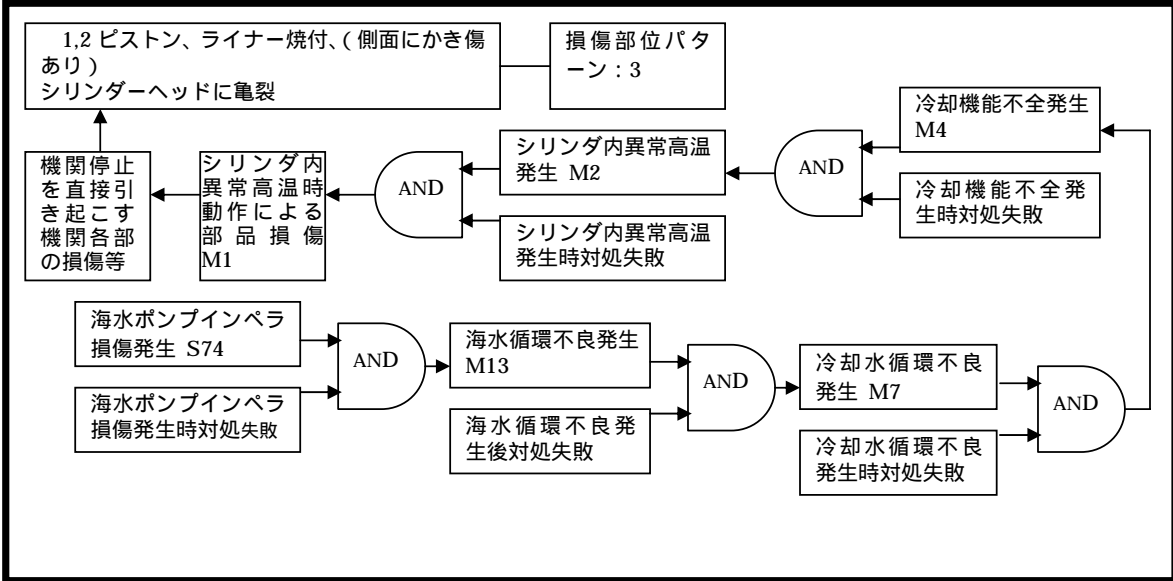 1,2 ピストン、ライナー焼付、（側面にかき傷
あり）
シリンダーヘッドに亀裂
損傷部位パタ
ーン：3
冷却機能不全発生
M4
シリンダ内異常高温
発生 M2
AND
AND
機関停止
を直接引
き起こす
機関各部
の損傷等
シリンダ内
異常高温時
動作による
部品損傷
M1
冷却機能不全発
生時対処失敗
シリンダ内異常高温
発生時対処失敗
海水ポンプインペラ
損傷発生 S74
AND
海水循環不良発生
M13
AND
冷却水循環不良
発生 M7
AND
海水ポンプインペラ
損傷発生時対処失敗
海水循環不良発
生後対処失敗
冷却水循環不良
発生時対処失敗